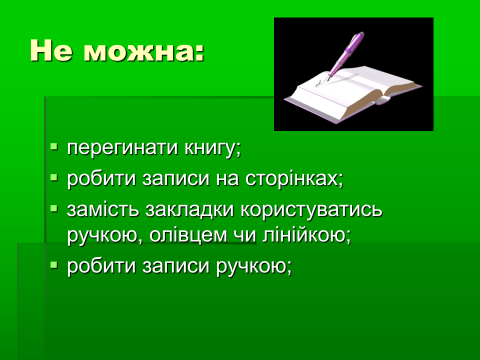 Не можна:
перегинати книгу;
робити записи на сторінках;
замість закладки користуватись
ручкою, олівцем чи лінійкою;
робити записи ручкою;